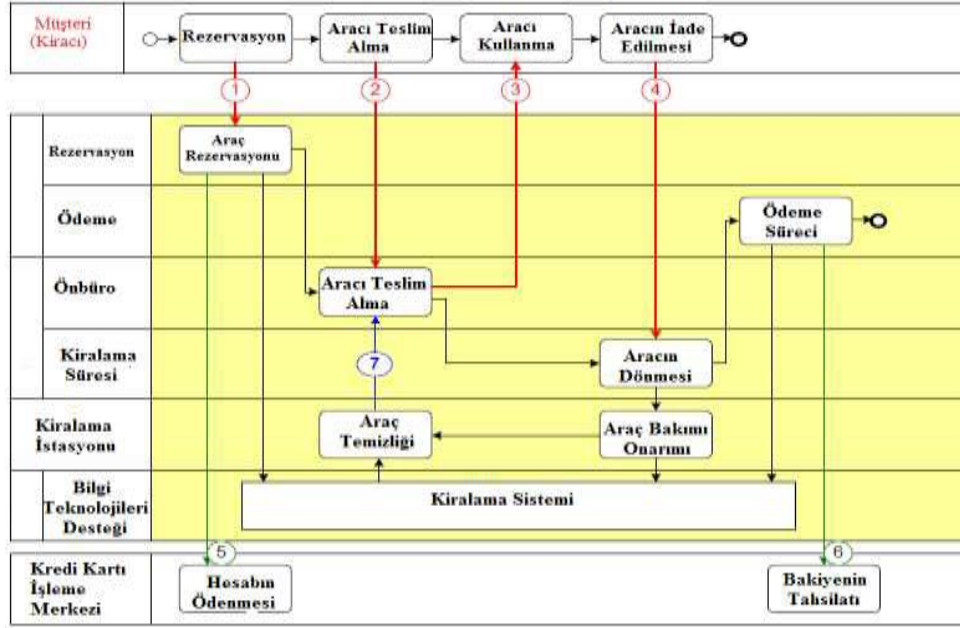 Müşteri
(Kiracı)
Rezervasyon
Aracı Teslim
Alma
Aracı
Kullanma
Aracın İade
Edilmesi
1
2
3
4
Rezervasyon
Araç
Rezervasyonu
Ödeme
Ödeme
Süreci
Önbüro
Aracı Teslim
Alma
Kiralama
Süresi
7
Aracın
Dönmesi
Kiralama
İstasyonu
Araç
Temizliği
Araç Bakımı
Onarımı
Bilgi
Teknolojileri
Desteği
Kiralama Sistemi
5
6
Kredi Kartı
İşleme
Merkezi
Hesabın
Ödenmesi
Bakiyenin
Tahsilatı